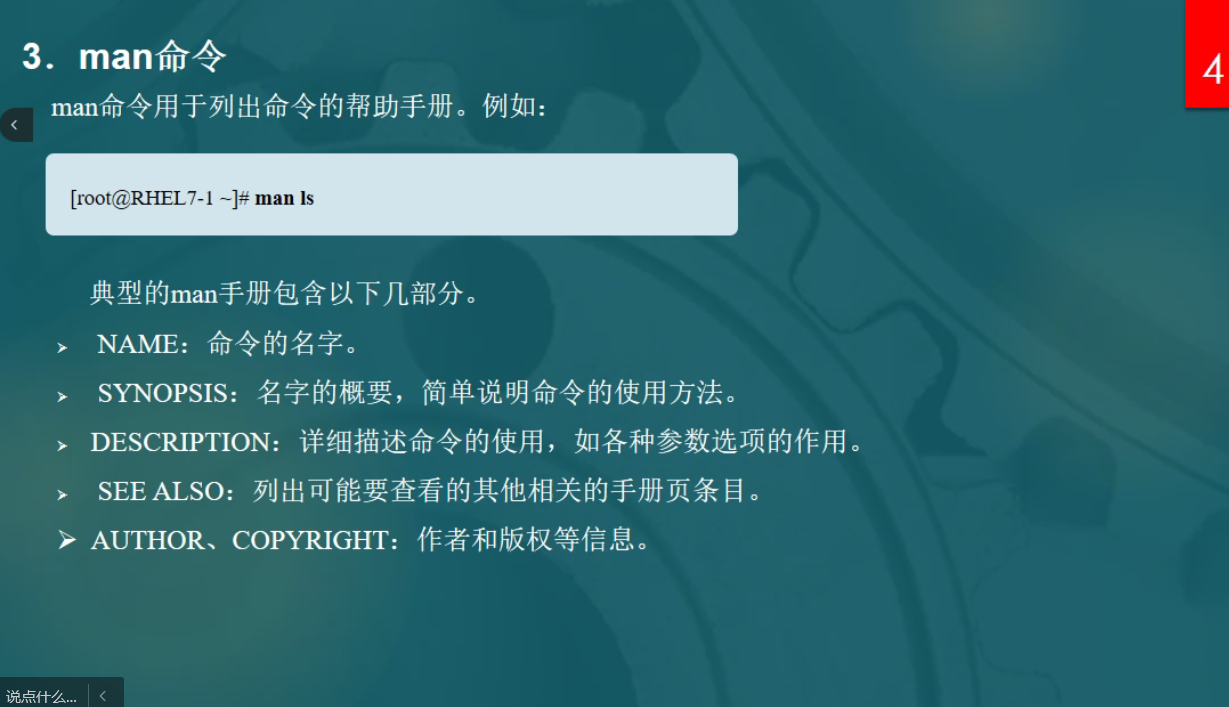 3．man命令
4
man命令用于列出命令的帮助手册。例如：
[root@RHEL7-1 ~]# man ls
典型的man手册包含以下几部分。
NAME：命令的名字。
SYNOPSIS：名字的概要，简单说明命令的使用方法。
DESCRIPTION：详细描述命令的使用，如各种参数选项的作用。
SEE ALSO：列出可能要查看的其他相关的手册页条目。
AUTHOR、COPYRIGHT：作者和版权等信息。
说点什么...